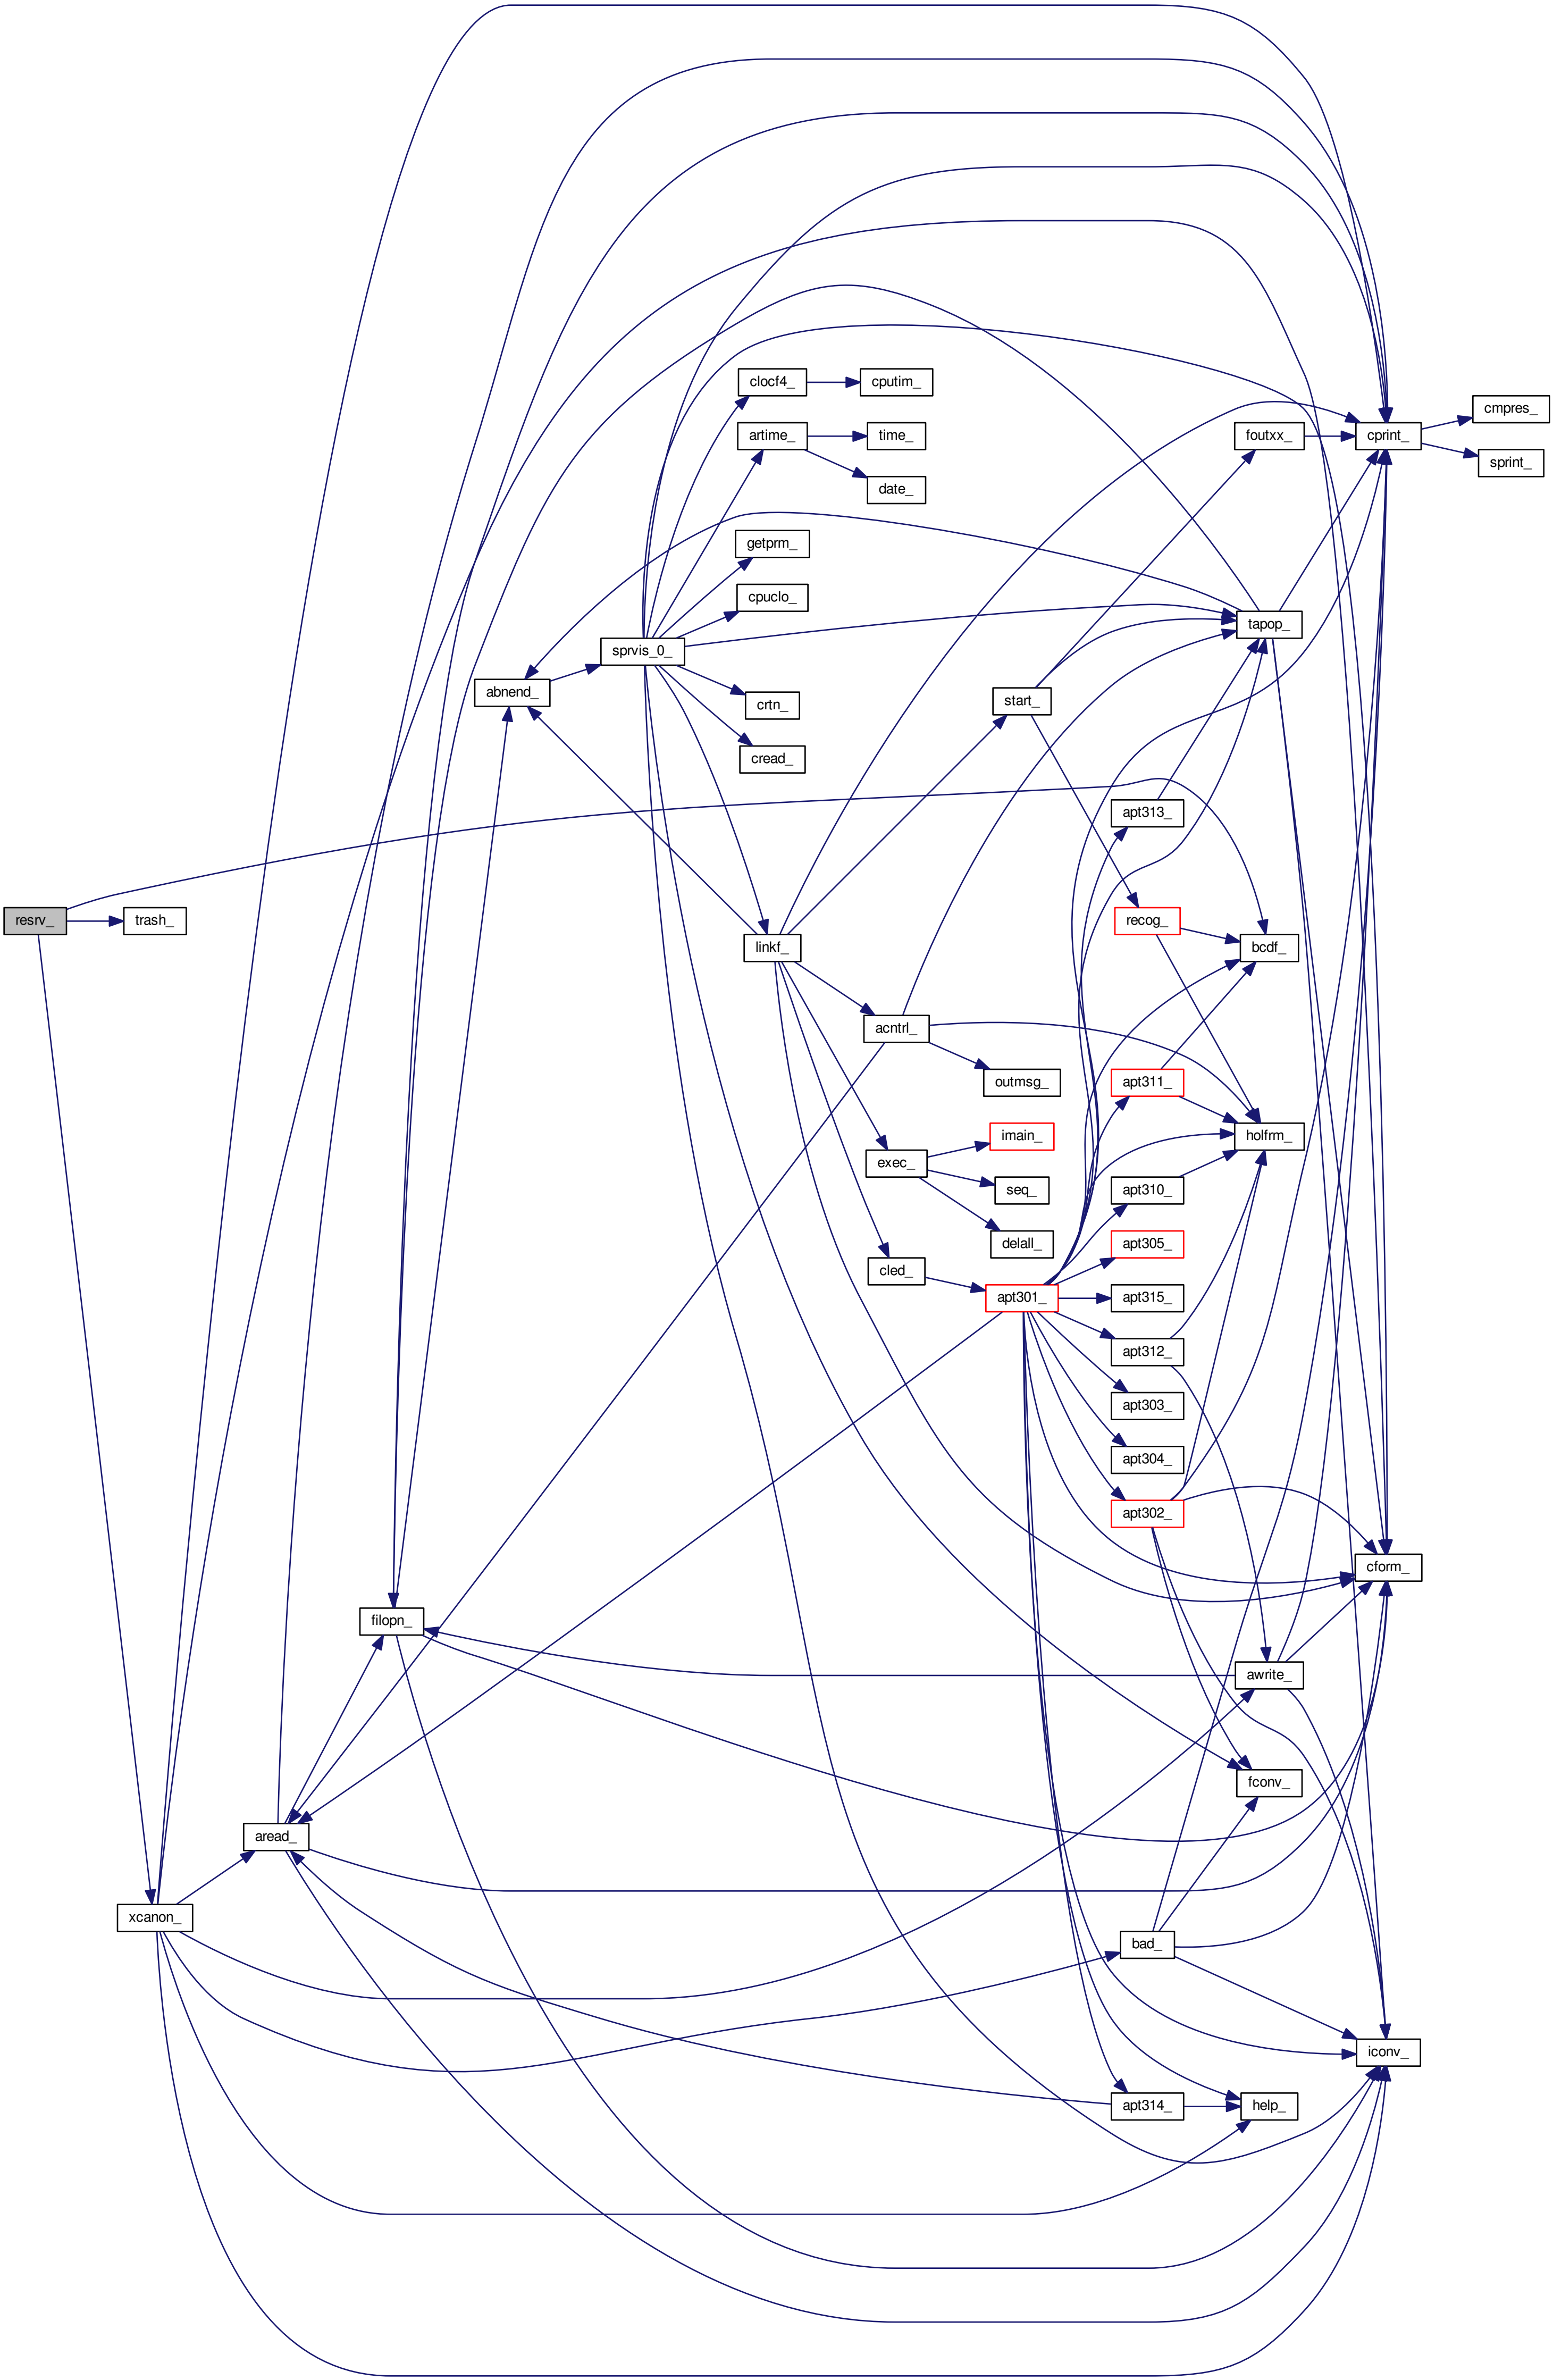 cmpres_
cputim_
clocf4_
foutxx_
cprint_
artime_
time_
sprint_
date_
getprm_
cpuclo_
tapop_
sprvis_0_
abnend_
start_
crtn_
cread_
apt313_
resrv_
trash_
recog_
linkf_
bcdf_
acntrl_
outmsg_
apt311_
imain_
holfrm_
exec_
seq_
apt310_
delall_
apt305_
cled_
apt301_
apt315_
apt312_
apt303_
apt304_
apt302_
cform_
filopn_
awrite_
fconv_
aread_
xcanon_
bad_
iconv_
apt314_
help_